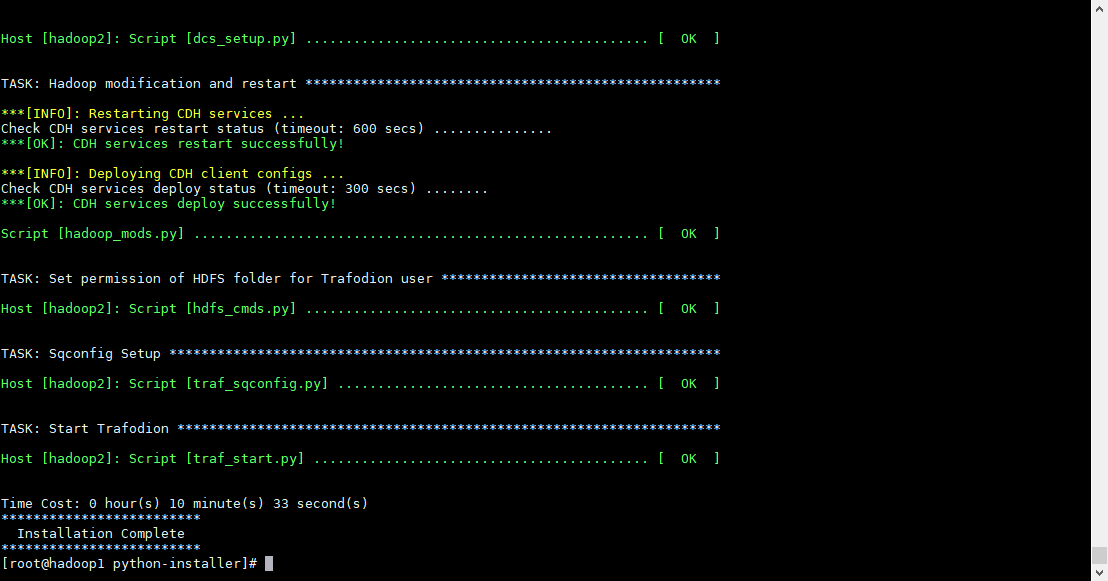 Host [hadoop2]: Script [dcs_setup.py] ........................................... [  OK  ]
TASK: Hadoop modification and restart ****************************************************
***[INFO]: Restarting CDH services ...
Check CDH services restart status (timeout: 600 secs) ...............
***[OK]: CDH services restart successfully!
***[INFO]: Deploying CDH client configs ...
Check CDH services deploy status (timeout: 300 secs) ........
***[OK]: CDH services deploy successfully!
Script [hadoop_mods.py] ......................................................... [  OK  ]
TASK: Set permission of HDFS folder for Trafodion user ***********************************
Host [hadoop2]: Script [hdfs_cmds.py] ........................................... [  OK  ]
TASK: Sqconfig Setup *********************************************************************
Host [hadoop2]: Script [traf_sqconfig.py] ....................................... [  OK  ]
TASK: Start Trafodion ********************************************************************
Host [hadoop2]: Script [traf_start.py] .......................................... [  OK  ]
Time Cost: 0 hour(s) 10 minute(s) 33 second(s)
*************************
  Installation Complete
*************************
[root@hadoop1 python-installer]#